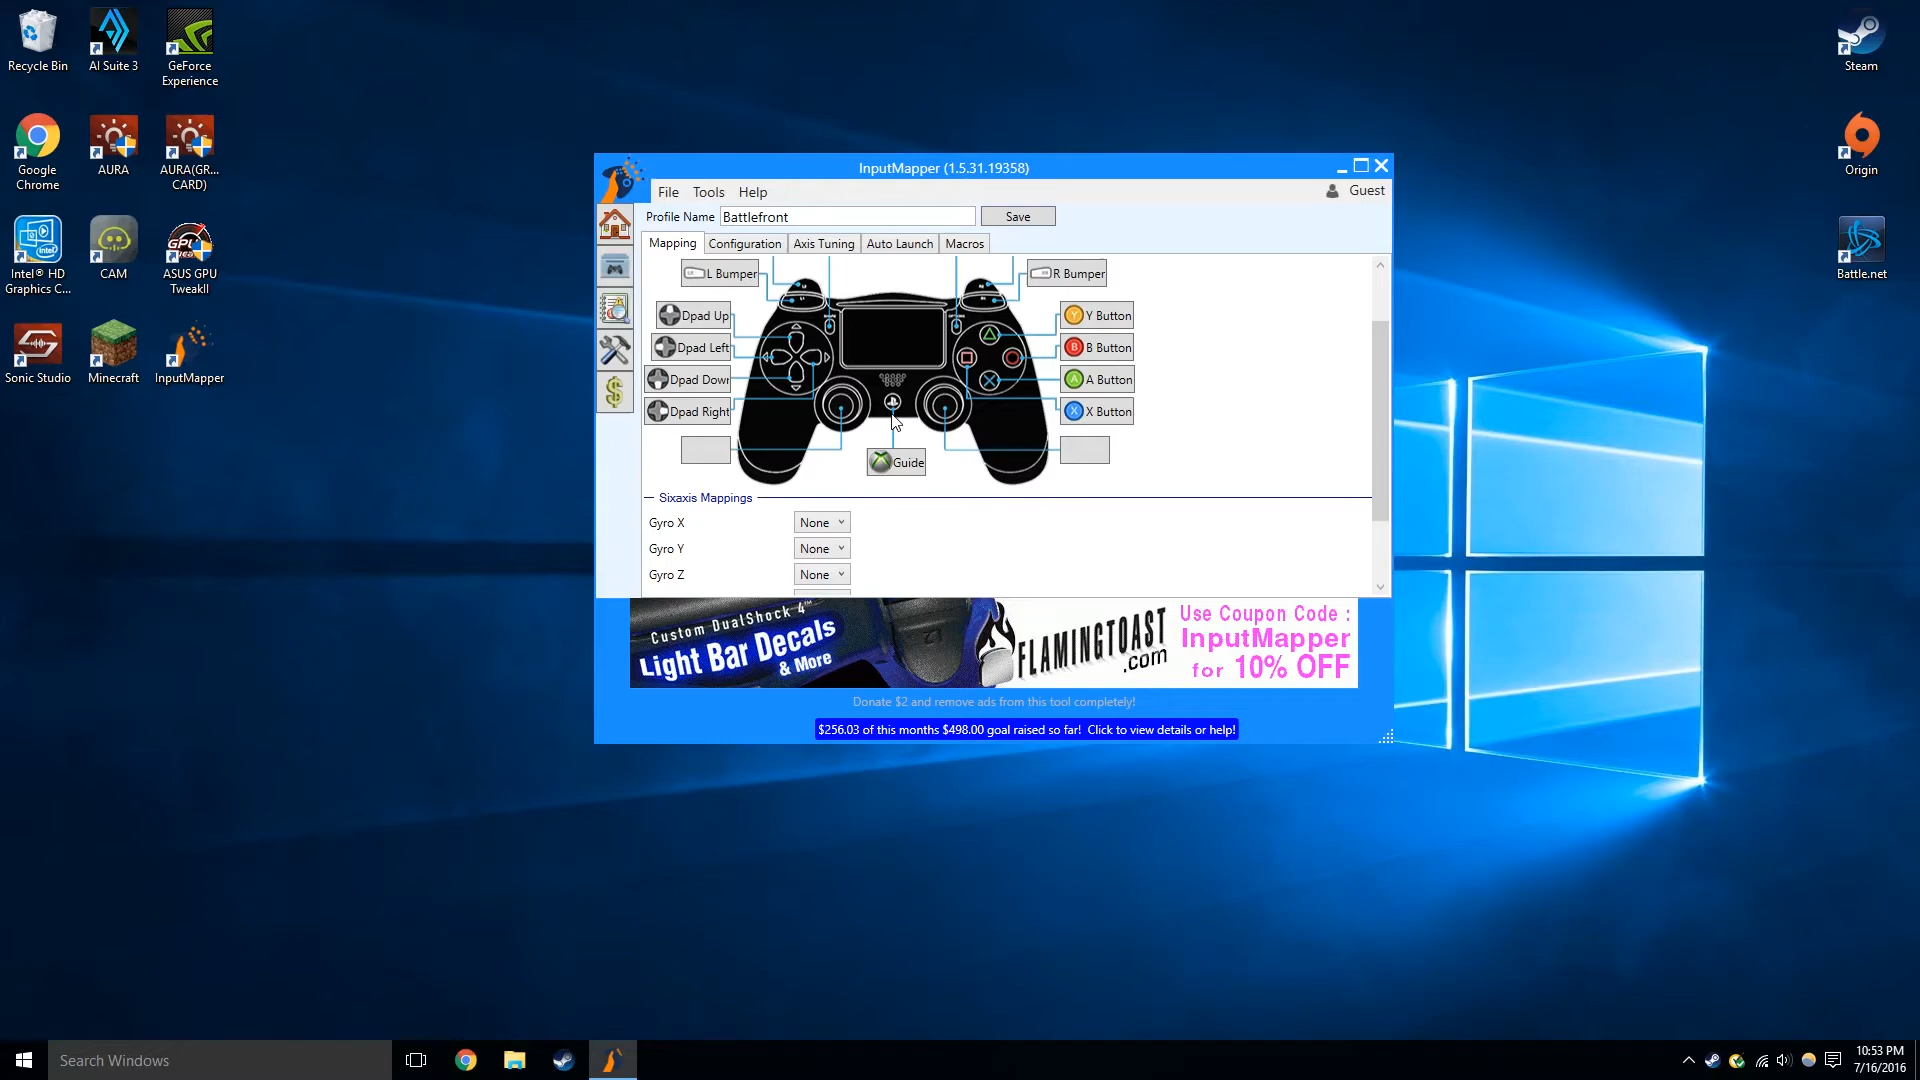 Recycle Bin
AI Suite 3
GeForce
Experience
Google
Chrome
AURA
AURA(GR...
CARD)
Intel® HD
Graphics C...
CAM
ASUS GPU
TweakII
Sonic Studio
Minecraft
InputMapper
Steam
Origin
Battle.net
InputMapper (1.5.31.19358)
File Tools Help
Guest
Profile Name Battlefront Save
Mapping Configuration Axis Tuning Auto Launch Macros
L Bumper
R Bumper
Dpad Up
Y Button
Dpad Left
B Button
Dpad Down
A Button
Dpad Right
X Button
Guide
Sixaxis Mappings
Gyro X None
Gyro Y None
Gyro Z None
Custom DualShock 4™
Light Bar Decals
& More
FLAMINGTOAST
.com
Use Coupon Code :
InputMapper
for 10% OFF
Donate $2 and remove ads from this tool completely!
$256.03 of this months $498.00 goal raised so far! Click to view details or help!
Search Windows
10:53 PM
7/16/2016